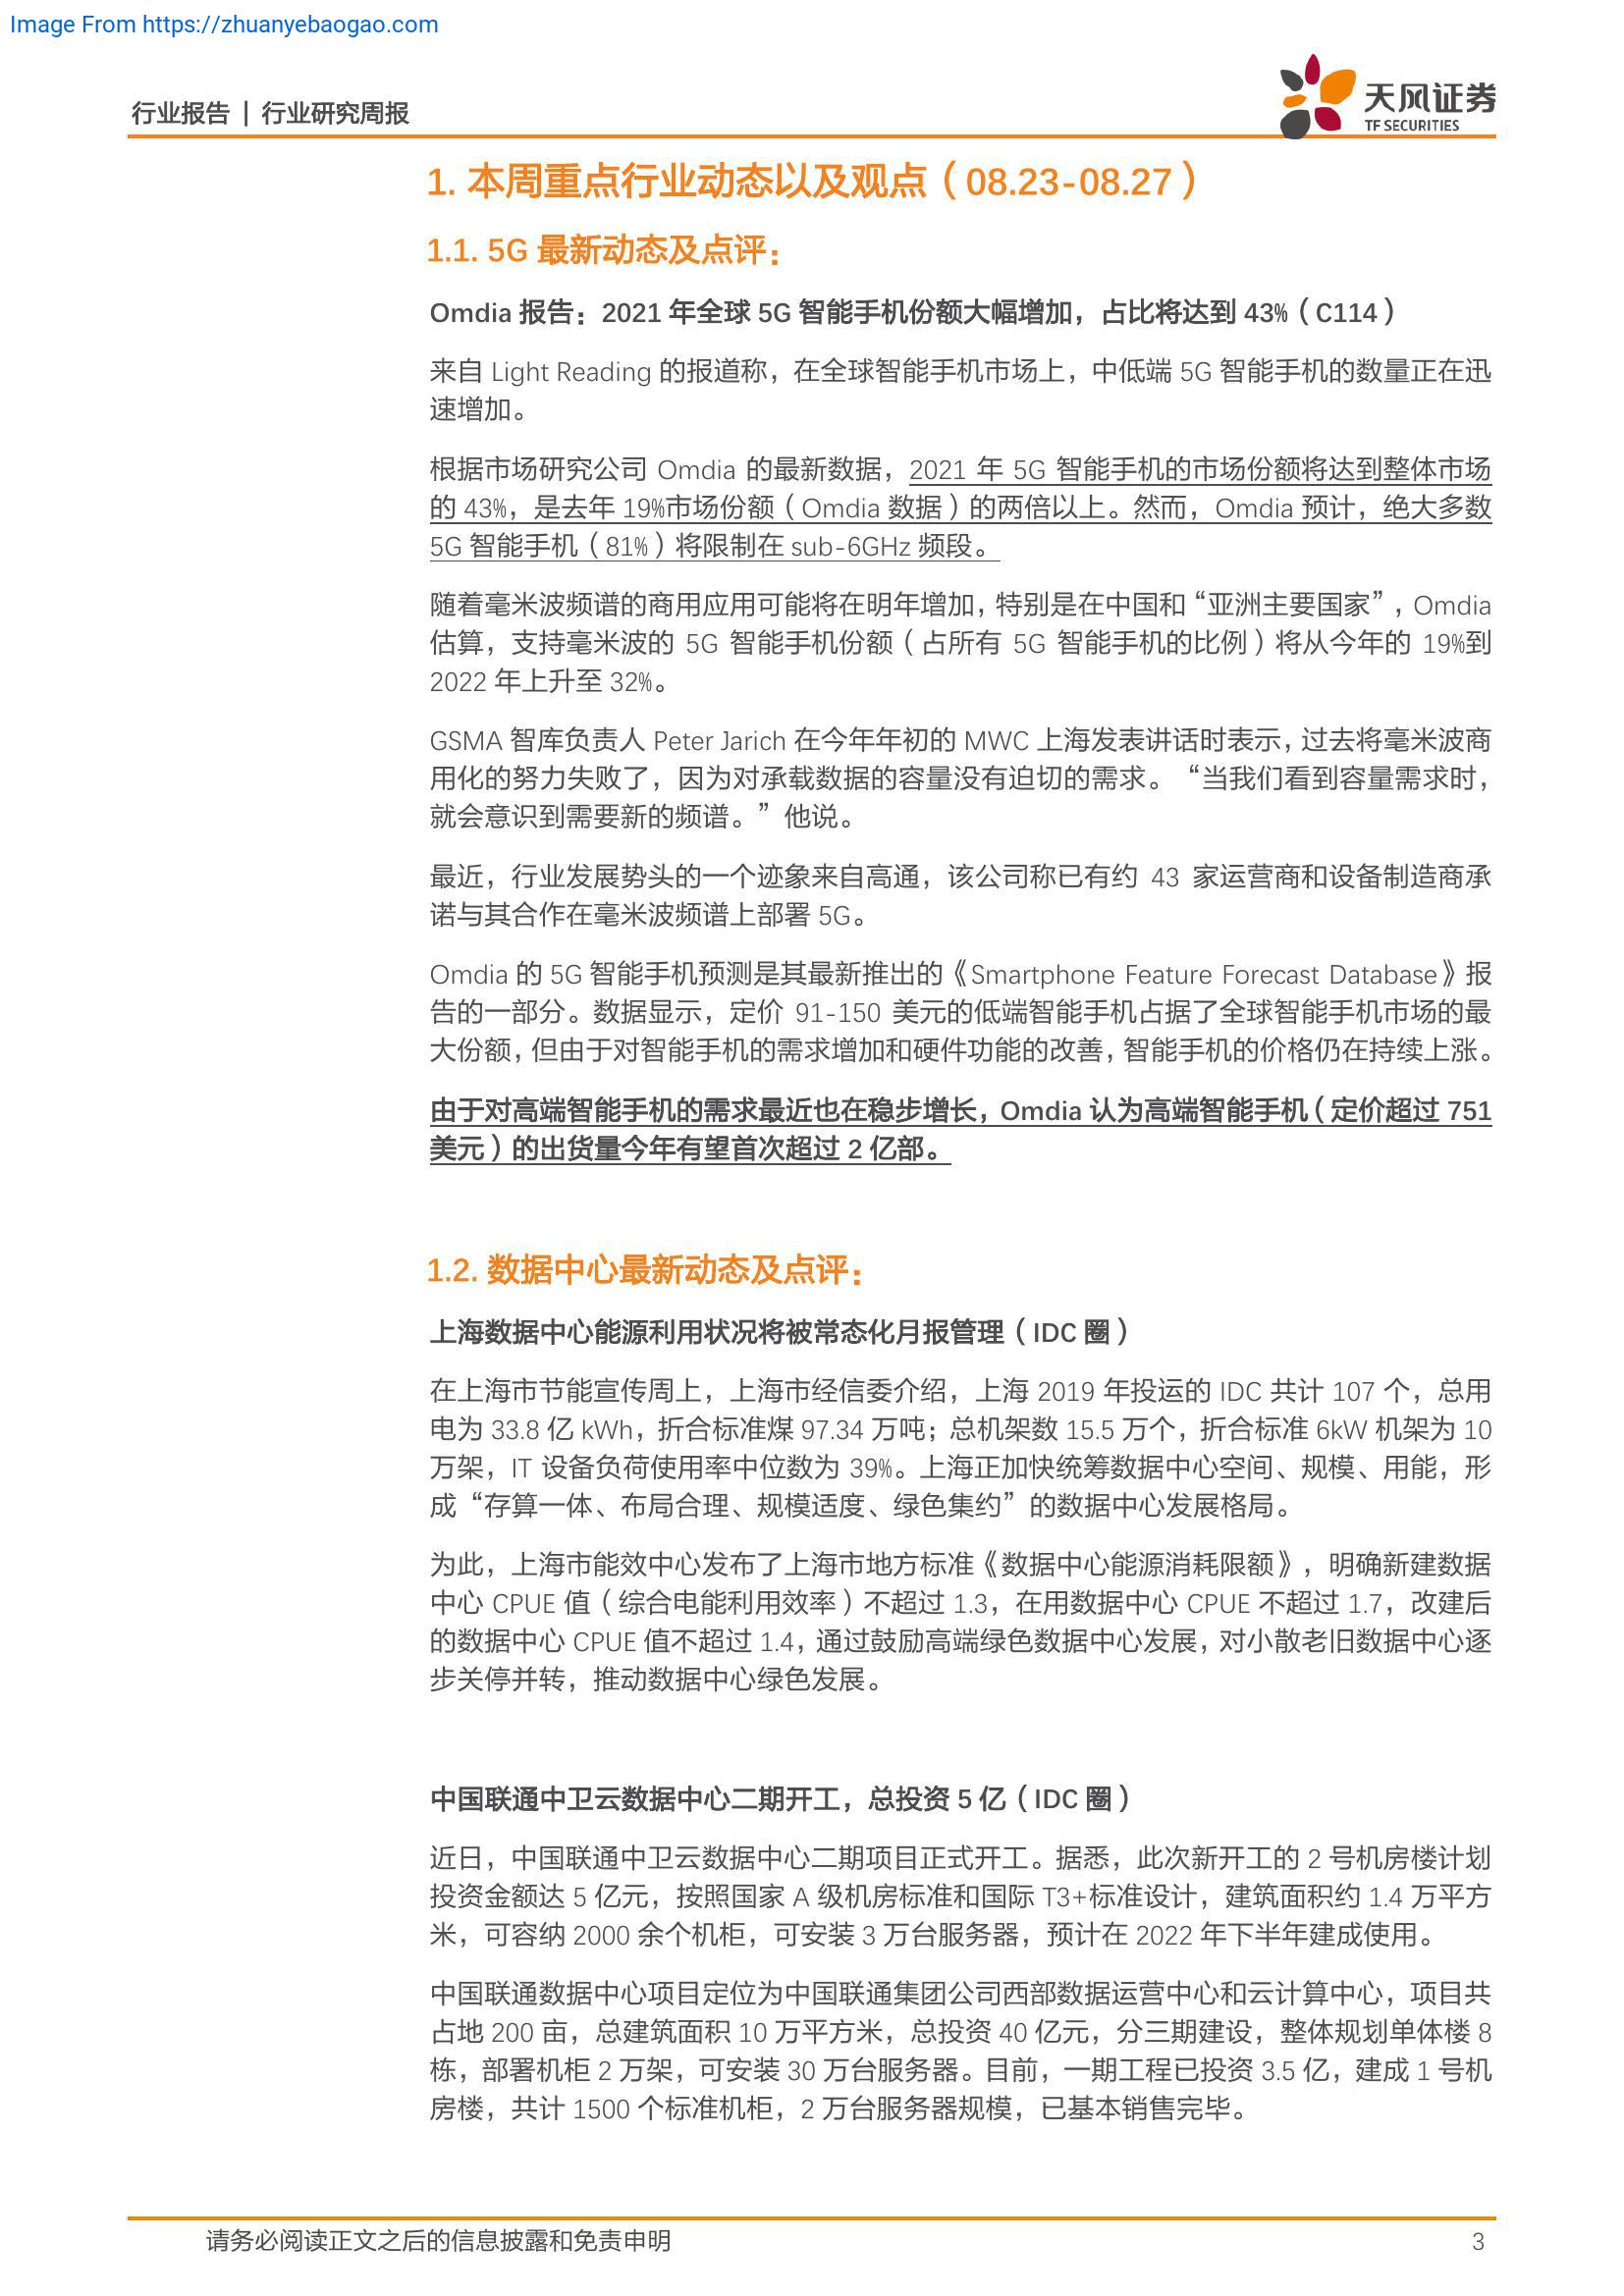 Image From https://zhuanyebaogao.com
行业报告 | 行业研究周报
天风证券
TF SECURITIES
1. 本周重点行业动态以及观点（08.23-08.27）
1.1. 5G 最新动态及点评：
Omdia 报告：2021 年全球 5G 智能手机份额大幅增加，占比将达到 43%（C114）
来自 Light Reading 的报道称，在全球智能手机市场上，中低端 5G 智能手机的数量正在迅
速增加。
根据市场研究公司 Omdia 的最新数据，2021 年 5G 智能手机的市场份额将达到整体市场
的 43%，是去年 19%市场份额（Omdia 数据）的两倍以上。然而，Omdia 预计，绝大多数
5G 智能手机（81%）将限制在 sub-6GHz 频段。
随着毫米波频谱的商用应用可能将在明年增加，特别是在中国和“亚洲主要国家”，Omdia
估算，支持毫米波的 5G 智能手机份额（占所有 5G 智能手机的比例）将从今年的 19%到
2022 年上升至 32%。
GSMA 智库负责人 Peter Jarich 在今年年初的 MWC 上海发表讲话时表示，过去将毫米波商
用化的努力失败了，因为对承载数据的容量没有迫切的需求。“当我们看到容量需求时，
就会意识到需要新的频谱。”他说。
最近，行业发展势头的一个迹象来自高通，该公司称已有约 43 家运营商和设备制造商承
诺与其合作在毫米波频谱上部署 5G。
Omdia 的 5G 智能手机预测是其最新推出的《Smartphone Feature Forecast Database》报
告的一部分。数据显示，定价 91-150 美元的低端智能手机占据了全球智能手机市场的最
大份额，但由于对智能手机的需求增加和硬件功能的改善，智能手机的价格仍在持续上涨。
由于对高端智能手机的需求最近也在稳步增长，Omdia 认为高端智能手机（定价超过 751
美元）的出货量今年有望首次超过 2 亿部。
1.2. 数据中心最新动态及点评：
上海数据中心能源利用状况将被常态化月报管理（IDC 圈）
在上海市节能宣传周上，上海市经信委介绍，上海 2019 年投运的 IDC 共计 107 个，总用
电为 33.8 亿 kWh，折合标准煤 97.34 万吨；总机架数 15.5 万个，折合标准 6kW 机架为 10
万架，IT 设备负荷使用率中位数为 39%。上海正加快统筹数据中心空间、规模、用能，形
成“存算一体、布局合理、规模适度、绿色集约”的数据中心发展格局。
为此，上海市能效中心发布了上海市地方标准《数据中心能源消耗限额》，明确新建数据
中心 CPUE 值（综合电能利用效率）不超过 1.3，在用数据中心 CPUE 不超过 1.7，改建后
的数据中心 CPUE 值不超过 1.4，通过鼓励高端绿色数据中心发展，对小散老旧数据中心逐
步关停并转，推动数据中心绿色发展。
中国联通中卫云数据中心二期开工，总投资 5 亿（IDC 圈）
近日，中国联通中卫云数据中心二期项目正式开工。据悉，此次新开工的 2 号机房楼计划
投资金额达 5 亿元，按照国家 A 级机房标准和国际 T3+标准设计，建筑面积约 1.4 万平方
米，可容纳 2000 余个机柜，可安装 3 万台服务器，预计在 2022 年下半年建成使用。
中国联通数据中心项目定位为中国联通集团公司西部数据运营中心和云计算中心，项目共
占地 200 亩，总建筑面积 10 万平方米，总投资 40 亿元，分三期建设，整体规划单体楼 8
栋，部署机柜 2 万架，可安装 30 万台服务器。目前，一期工程已投资 3.5 亿，建成 1 号机
房楼，共计 1500 个标准机柜，2 万台服务器规模，已基本销售完毕。
请务必阅读正文之后的信息披露和免责申明
3